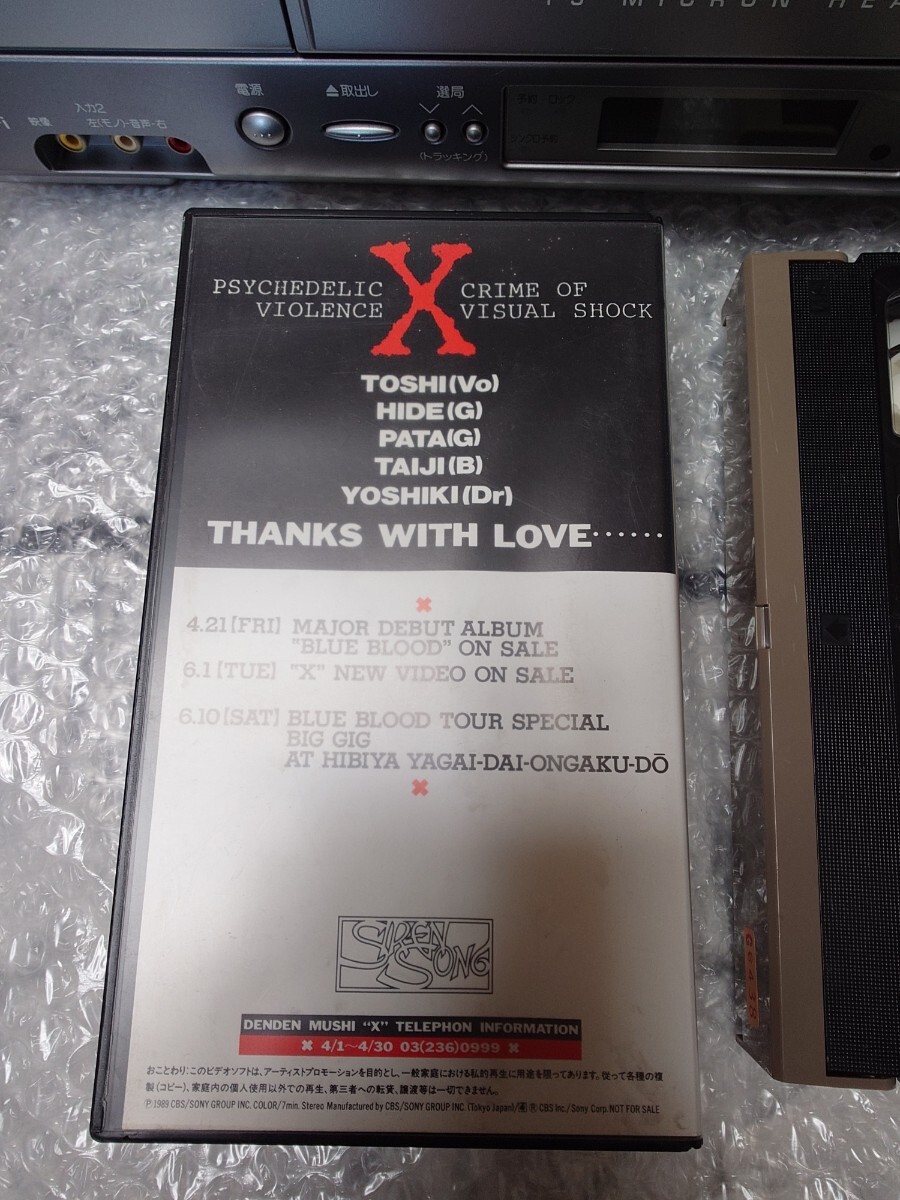 15 MICRON HEA
入力2
映像 左(モノ)-音声-右
電源
取出し
選局
(トラッキング)
予約 ロック
PSYCHEDELIC X CRIME OF
VIOLENCE VISUAL SHOCK
TOSHI(Vo)
HIDE(G)
PATA(G)
TAIJI(B)
YOSHIKI(Dr)
THANKS WITH LOVE······
4.21[FRI] MAJOR DEBUT ALBUM
"BLUE BLOOD" ON SALE
6.1[TUE] "X" NEW VIDEO ON SALE
6.10[SAT] BLUE BLOOD TOUR SPECIAL
BIG GIG
AT HIBIYA YAGAI-DAI-ONGAKU-DŌ
SIREN
SONG
DENDEN MUSHI "X" TELEPHON INFORMATION
✖ 4/1〜4/30 03(236)0999 ✖
おことわり:このビデオソフトは、アーティストプロモーションを目的とし、一般家庭における私的再生に用途を限ってあります。従って各種の複
製(コピー)、家庭内の個人使用以外での再生、第三者への転貸、譲渡等は一切できません。
Ⓟ1989 CBS/SONY GROUP INC. COLOR/7min. Stereo Manufactured by CBS/SONY GROUP INC. (Tokyo Japan)/ ® CBS Inc./Sony Corp. NOT FOR SALE